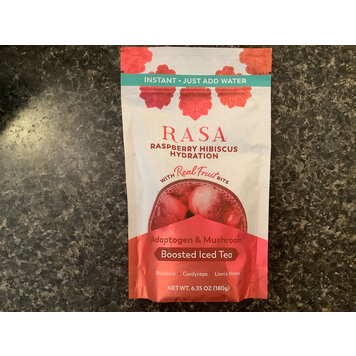 INSTANT • JUST ADD WATER
RASA
RASPBERRY HIBISCUS
HYDRATION
WITH Real Fruit BITS
Adaptogen & Mushroom
Boosted Iced Tea
Rhodiola • Cordyceps • Lion's Mane
NET WT. 6.35 OZ (180g)